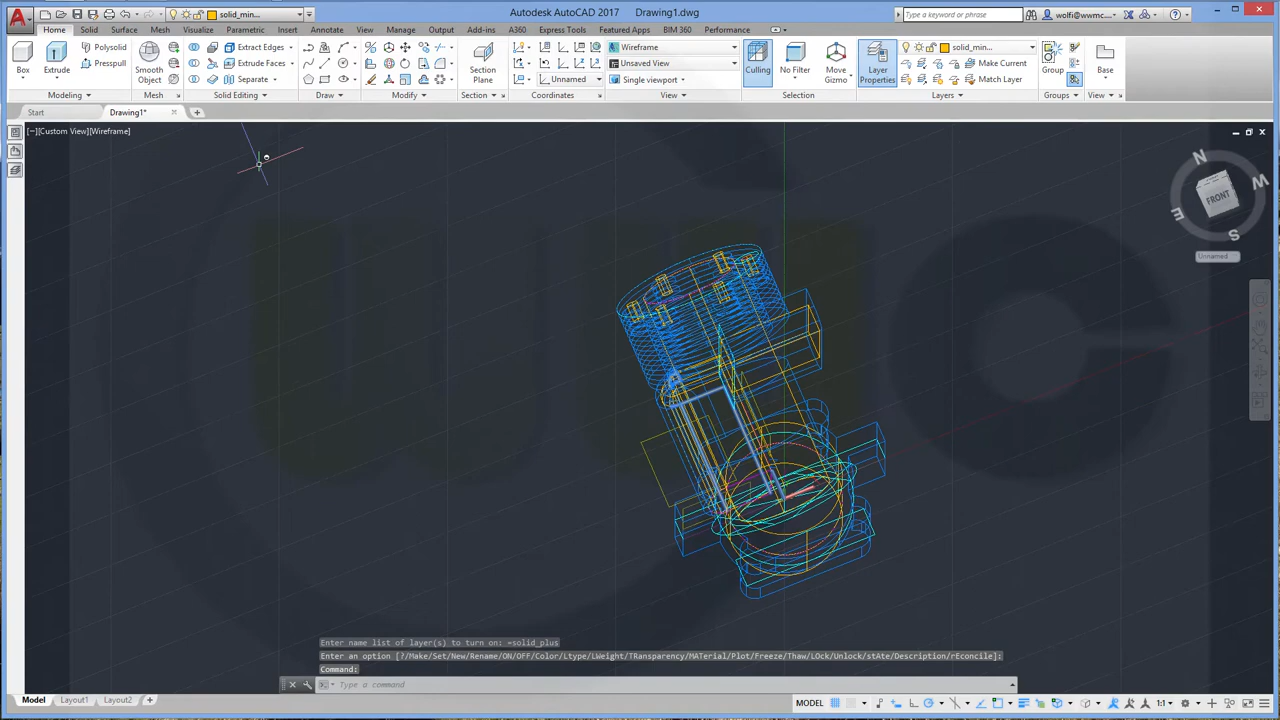 solid_min...
Autodesk AutoCAD 2017 Drawing1.dwg
Type a keyword or phrase
wolfi@wwmc...
Home Solid Surface Mesh Visualize Parametric Insert Annotate View Manage Output Add-ins A360 Express Tools Featured Apps BIM 360 Performance
Box
Extrude
Polysolid
Presspull
Smooth
Object
Extract Edges
Extrude Faces
Separate
Section
Plane
Unnamed
Wireframe
Unsaved View
Single viewport
Culling
No Filter
Move
Gizmo
Layer
Properties
solid_min...
Make Current
Match Layer
Group
Base
Modeling Mesh Solid Editing Draw Modify Section Coordinates View Selection Layers Groups View
Start Drawing1*
[−][Custom View][Wireframe]
N
W
FRONT
E
S
Unnamed
Enter name list of layer(s) to turn on: =solid_plus
Enter an option [?/Make/Set/New/Rename/ON/OFF/Color/Ltype/LWeight/TRansparency/MATerial/Plot/Freeze/Thaw/LOck/Unlock/stAte/Description/rEconcile]:
Command:
Type a command
Model Layout1 Layout2
MODEL
1:1